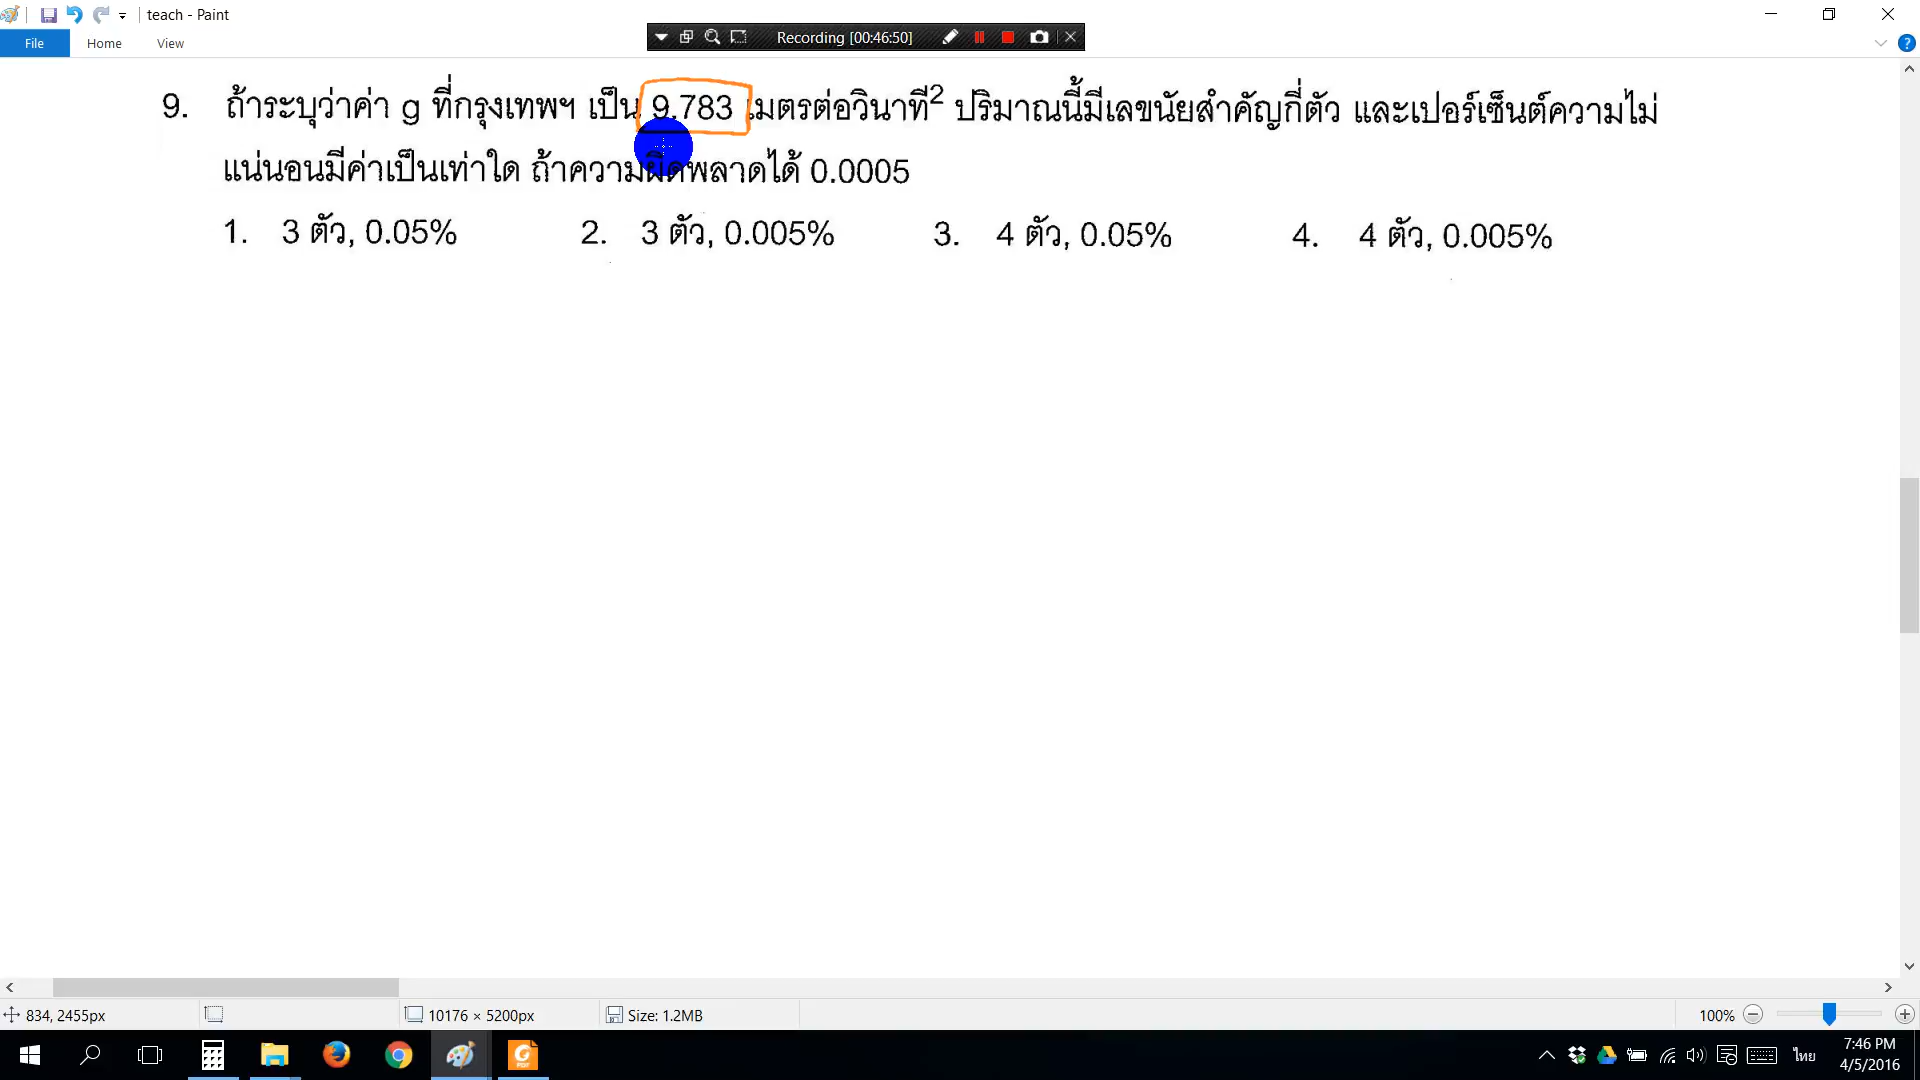 teach - Paint
File
Home
View
Recording [00:46:50]
9. ถ้าระบุว่าค่า g ที่กรุงเทพฯ เป็น 9.783 เมตรต่อวินาที² ปริมาณนี้มีเลขนัยสำคัญกี่ตัว และเปอร์เซ็นต์ความไม่
แน่นอนมีค่าเป็นเท่าใด ถ้าความผิดพลาดได้ 0.0005
1. 3 ตัว, 0.05%
2. 3 ตัว, 0.005%
3. 4 ตัว, 0.05%
4. 4 ตัว, 0.005%
834, 2455px
10176 × 5200px
Size: 1.2MB
100%
ไทย
7:46 PM
4/5/2016